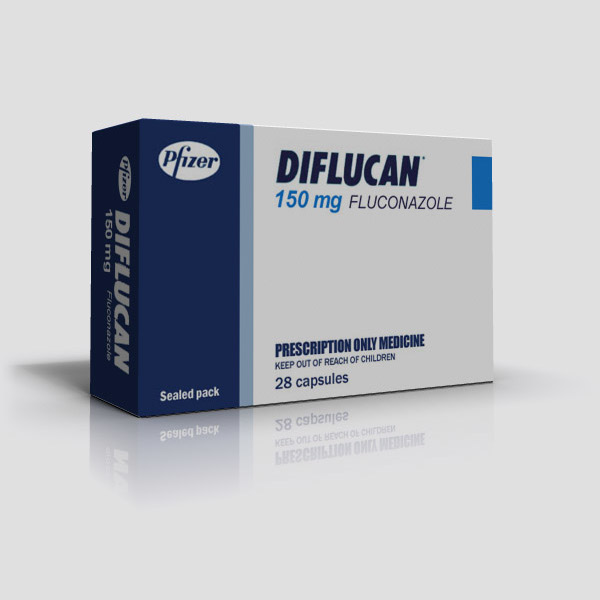 Pfizer
DIFLUCAN®
150 mg FLUCONAZOLE
PRESCRIPTION ONLY MEDICINE
KEEP OUT OF REACH OF CHILDREN
28 capsules
Sealed pack
Pfizer
DIFLUCAN
150 mg
Fluconazole